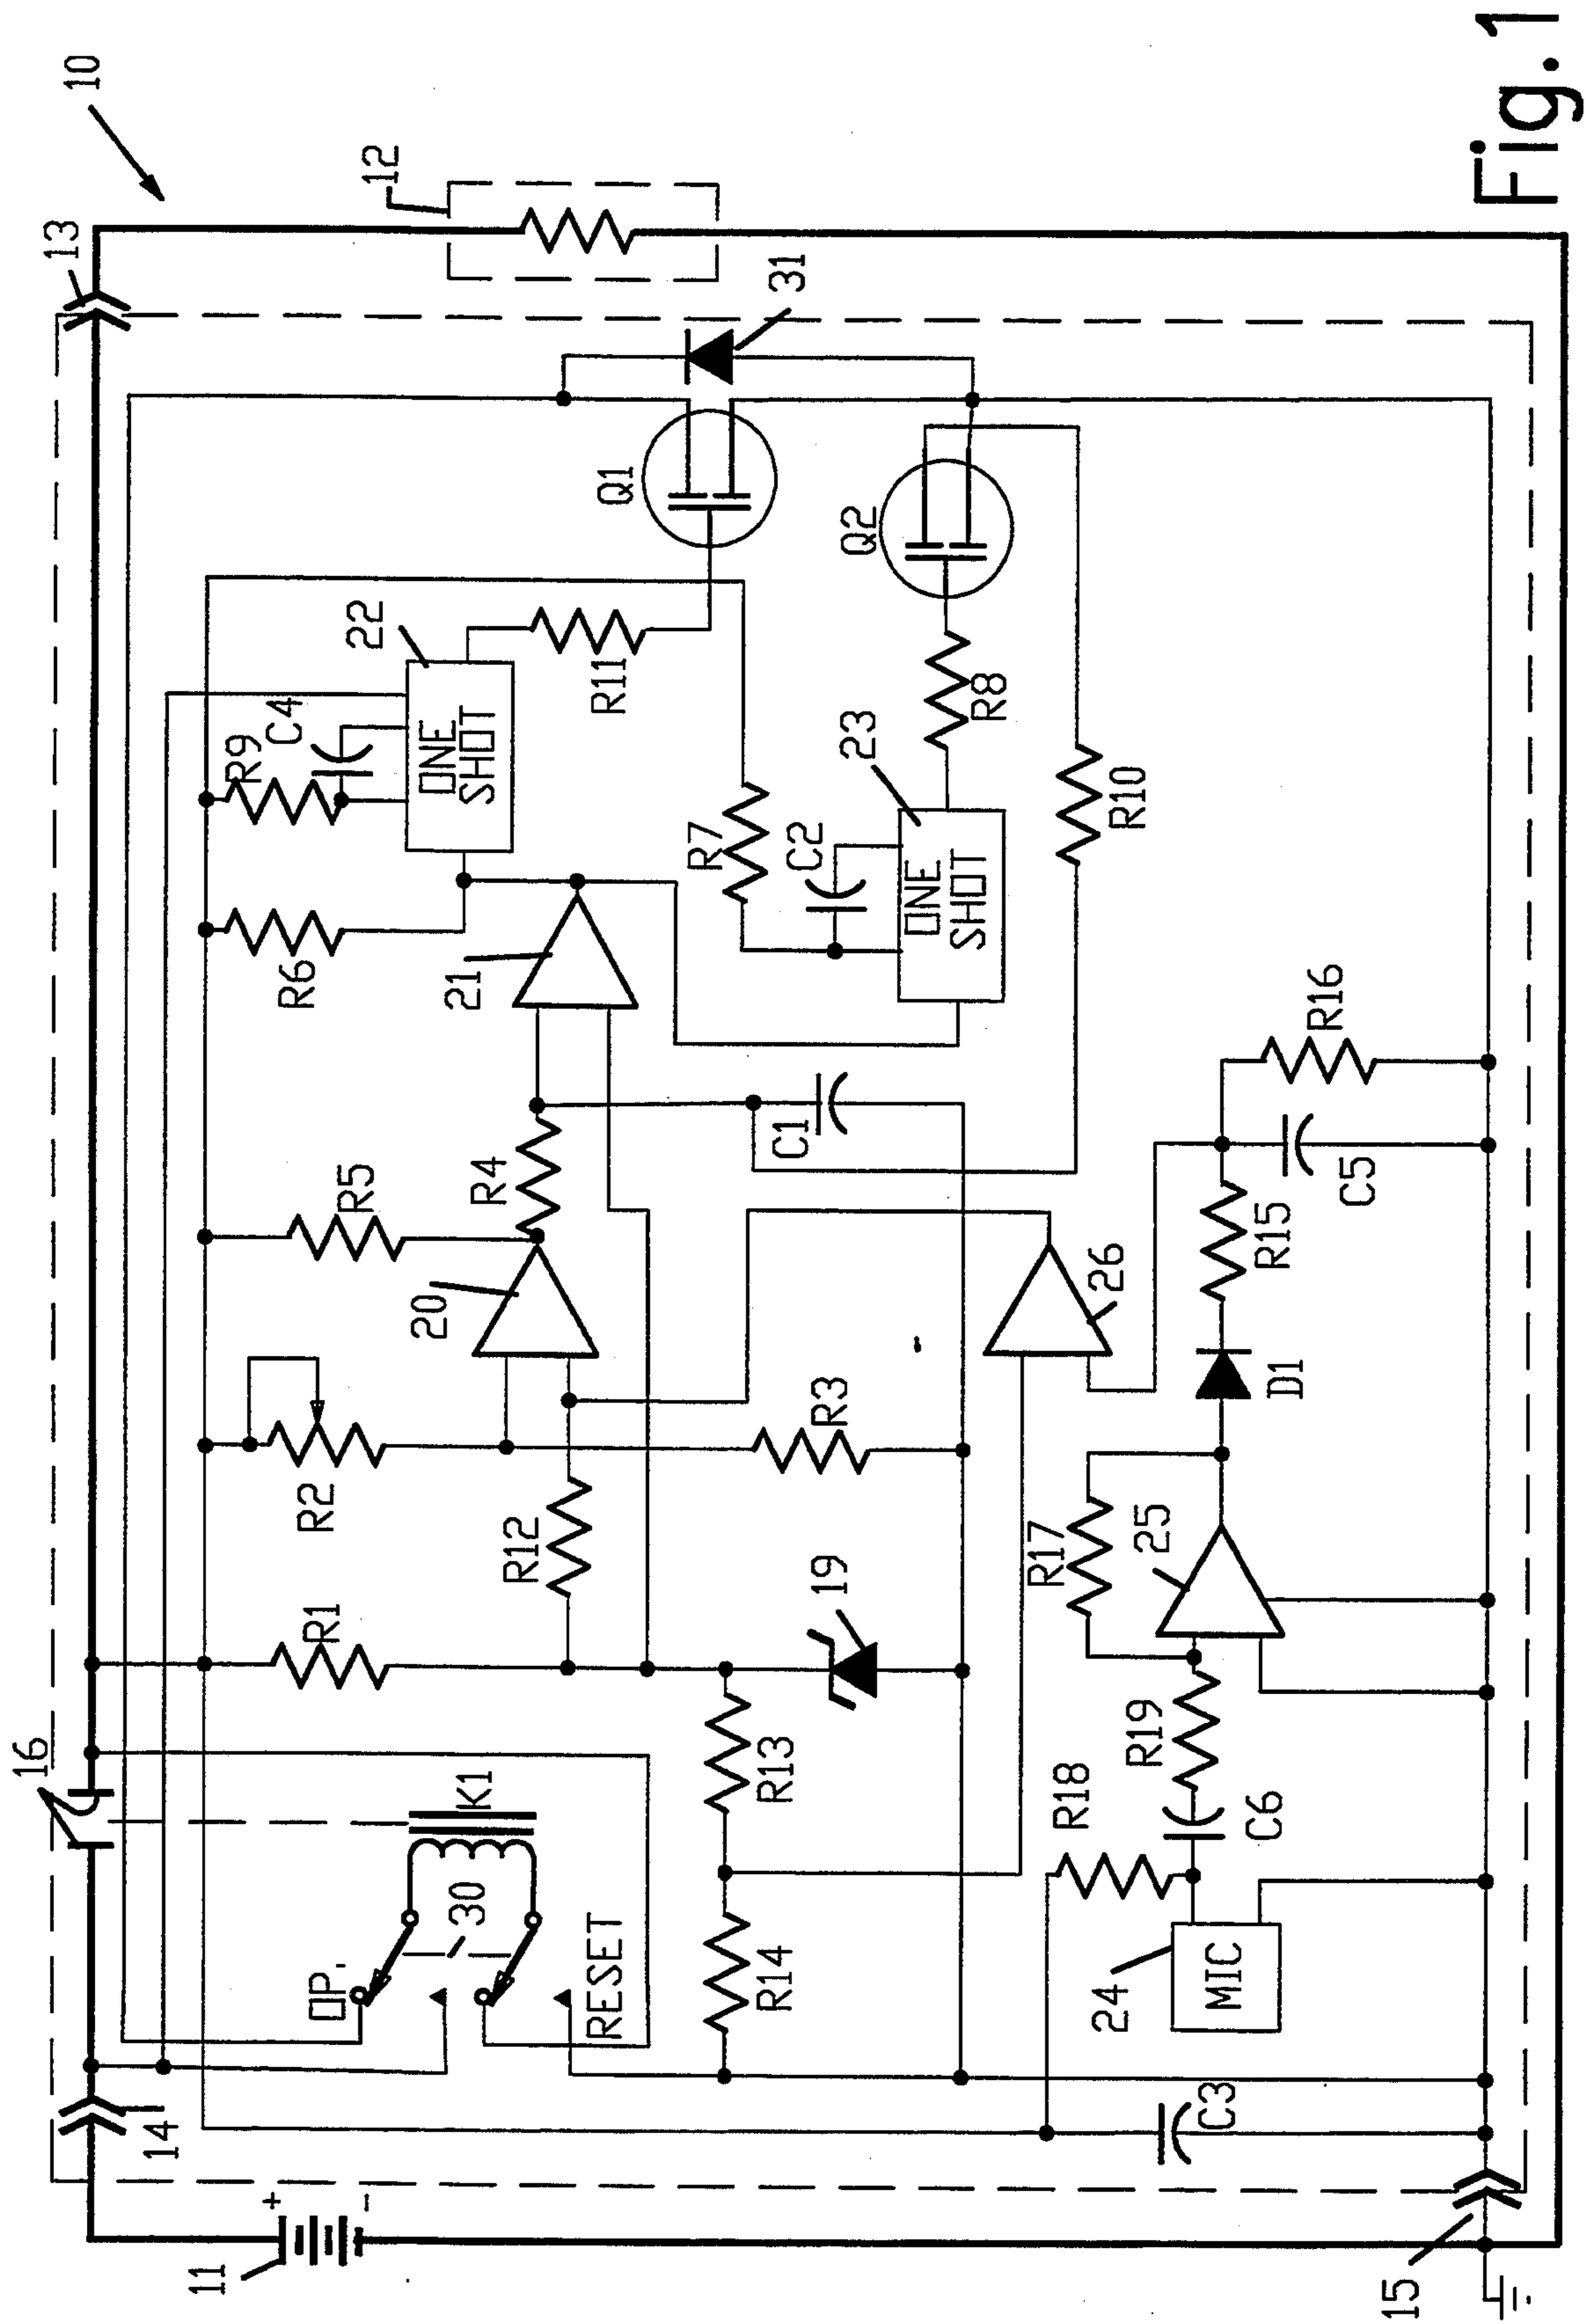 10
16
13
14
12
11
+
-
OP.
30
K1
RESET
R1
R2
R5
R6
R9
C4
22
ONE
SHOT
R11
Q1
31
20
R4
21
R12
R3
C1
R7
C2
23
ONE
SHOT
R8
Q2
R10
19
R13
R14
26
R17
25
D1
R15
C5
R16
R18
R19
C6
24
MIC
C3
15
Fig.1